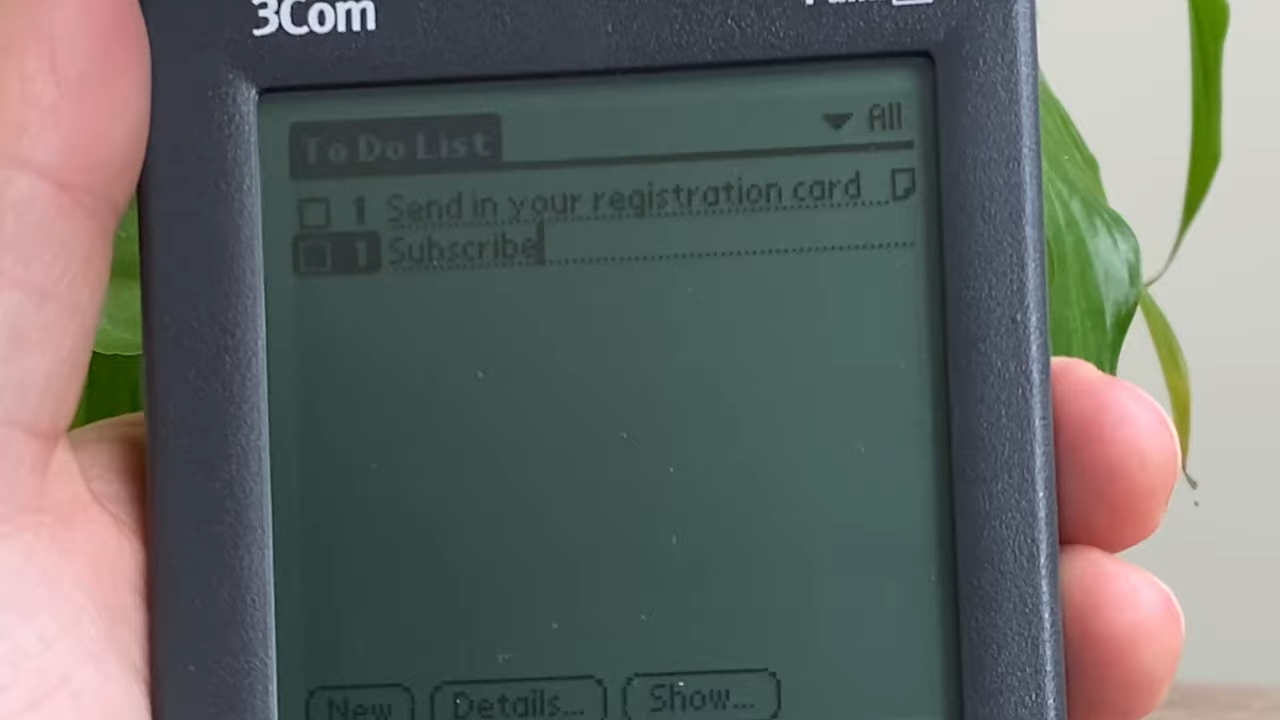 3Com
To Do List
All
1 Send in your registration card
1 Subscribe
New Details... Show...